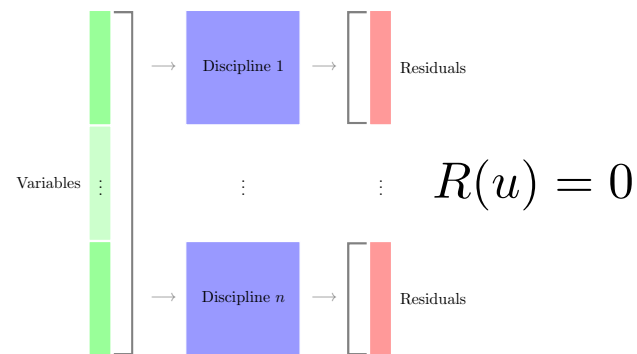 Discipline 1
Residuals
Variables
⋮
⋮
⋮
R(u) = 0
Discipline n
Residuals